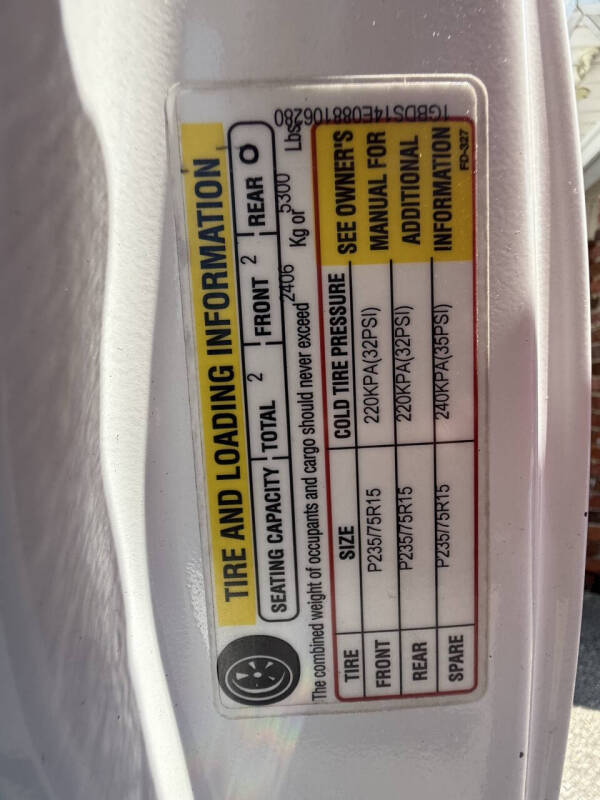 TIRE AND LOADING INFORMATION
SEATING CAPACITY TOTAL 2 FRONT 2 REAR 0
The combined weight of occupants and cargo should never exceed 2406 Kg or 5300 Lbs
TIRE SIZE COLD TIRE PRESSURE SEE OWNER'S
FRONT P235/75R15 220KPA(32PSI) MANUAL FOR
REAR P235/75R15 220KPA(32PSI) ADDITIONAL
SPARE P235/75R15 240KPA(35PSI) INFORMATION
1GBDS14E088106280
FD-327